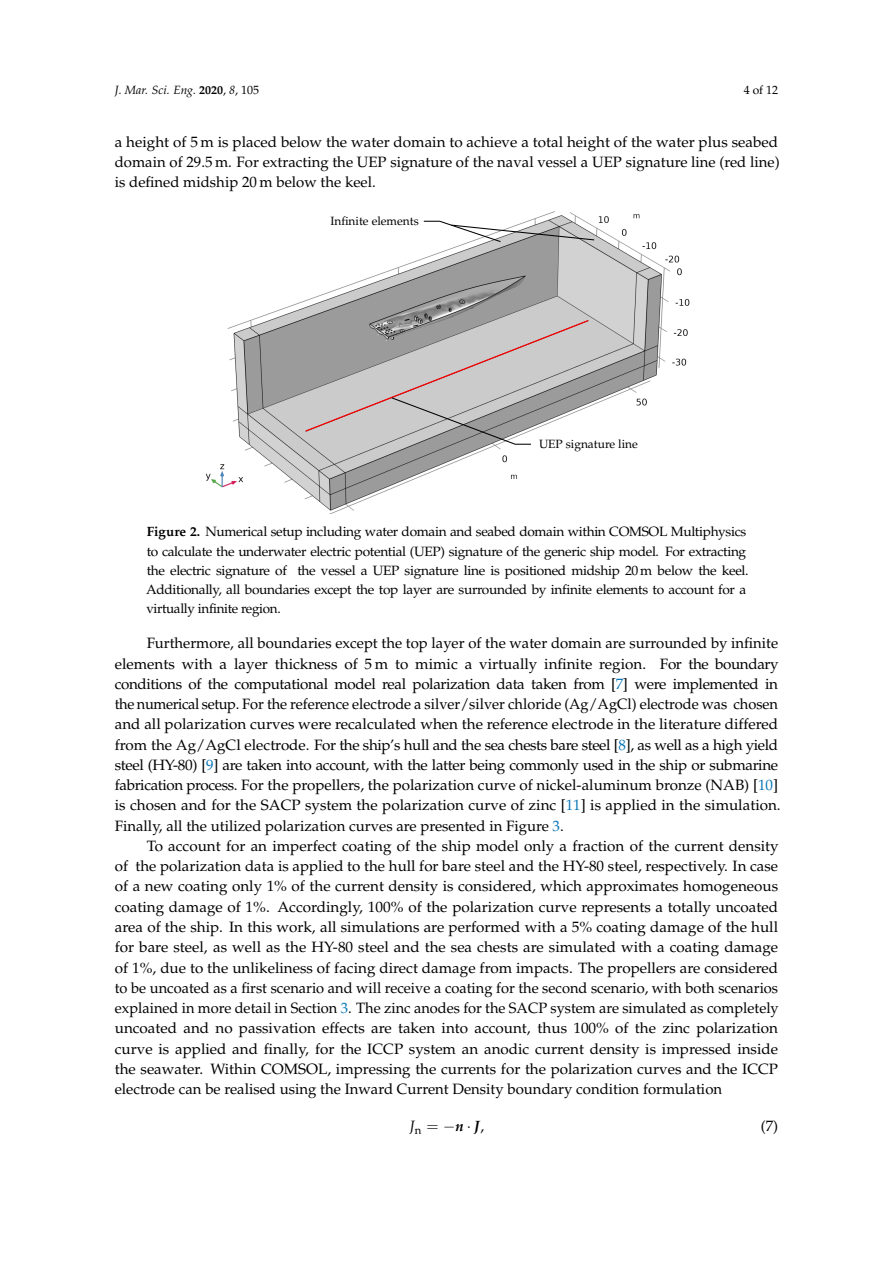 J. Mar. Sci. Eng. 2020, 8, 105 4 of 12
a height of 5 m is placed below the water domain to achieve a total height of the water plus seabed
domain of 29.5 m. For extracting the UEP signature of the naval vessel a UEP signature line (red line)
is defined midship 20 m below the keel.
Infinite elements
10
m
0
-10
-20
0
-10
-20
-30
50
UEP signature line
0
m
z
y
x
Figure 2. Numerical setup including water domain and seabed domain within COMSOL Multiphysics
to calculate the underwater electric potential (UEP) signature of the generic ship model. For extracting
the electric signature of the vessel a UEP signature line is positioned midship 20 m below the keel.
Additionally, all boundaries except the top layer are surrounded by infinite elements to account for a
virtually infinite region.
Furthermore, all boundaries except the top layer of the water domain are surrounded by infinite
elements with a layer thickness of 5 m to mimic a virtually infinite region. For the boundary
conditions of the computational model real polarization data taken from [7] were implemented in
the numerical setup. For the reference electrode a silver/silver chloride (Ag/AgCl) electrode was chosen
and all polarization curves were recalculated when the reference electrode in the literature differed
from the Ag/AgCl electrode. For the ship's hull and the sea chests bare steel [8], as well as a high yield
steel (HY-80) [9] are taken into account, with the latter being commonly used in the ship or submarine
fabrication process. For the propellers, the polarization curve of nickel-aluminum bronze (NAB) [10]
is chosen and for the SACP system the polarization curve of zinc [11] is applied in the simulation.
Finally, all the utilized polarization curves are presented in Figure 3.
To account for an imperfect coating of the ship model only a fraction of the current density
of the polarization data is applied to the hull for bare steel and the HY-80 steel, respectively. In case
of a new coating only 1% of the current density is considered, which approximates homogeneous
coating damage of 1%. Accordingly, 100% of the polarization curve represents a totally uncoated
area of the ship. In this work, all simulations are performed with a 5% coating damage of the hull
for bare steel, as well as the HY-80 steel and the sea chests are simulated with a coating damage
of 1%, due to the unlikeliness of facing direct damage from impacts. The propellers are considered
to be uncoated as a first scenario and will receive a coating for the second scenario, with both scenarios
explained in more detail in Section 3. The zinc anodes for the SACP system are simulated as completely
uncoated and no passivation effects are taken into account, thus 100% of the zinc polarization
curve is applied and finally, for the ICCP system an anodic current density is impressed inside
the seawater. Within COMSOL, impressing the currents for the polarization curves and the ICCP
electrode can be realised using the Inward Current Density boundary condition formulation
Jn = −n · J, (7)